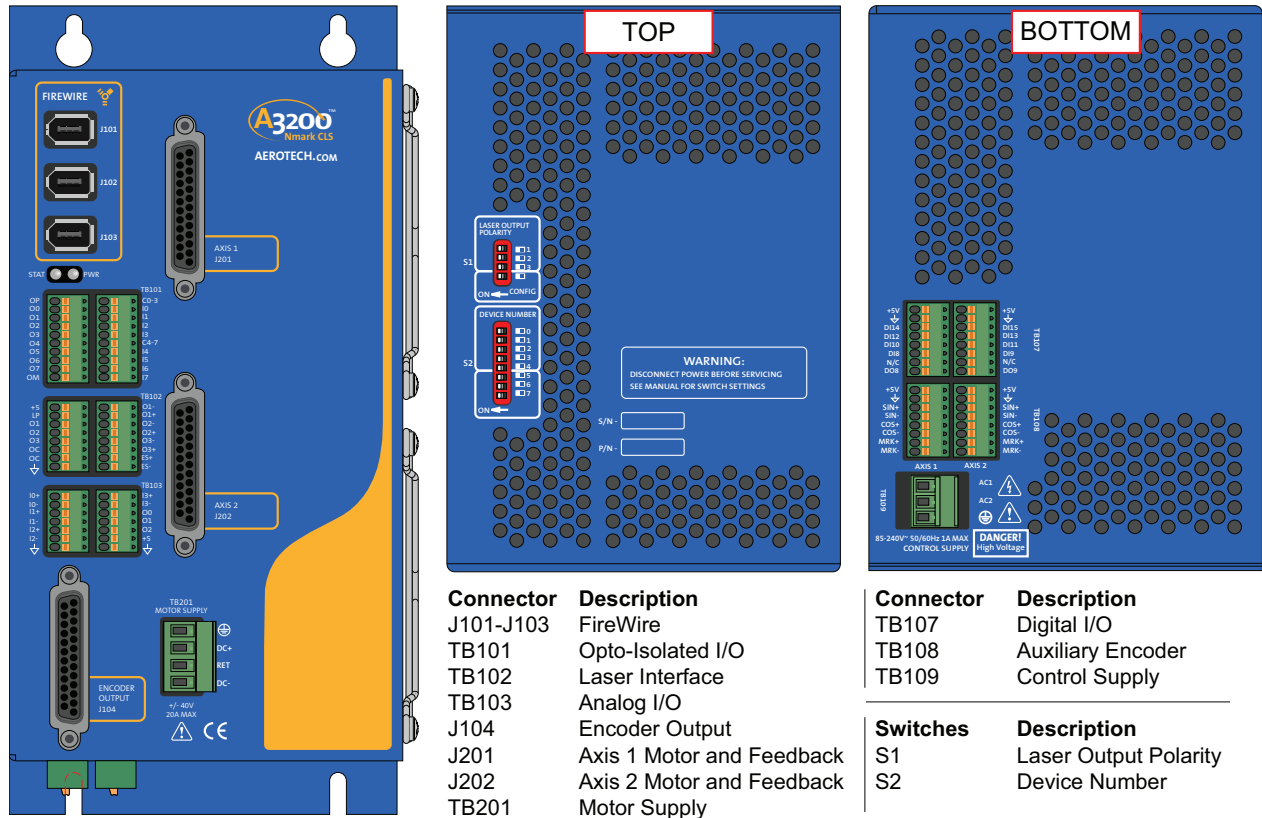 FIREWIRE
J101
J102
J103
A3200™
Nmark CLS
AEROTECH.COM
AXIS 1
J201
STAT PWR
TB101
OP C0-3
O0 I0
O1 I1
O2 I2
O3 I3
O4 C4-7
O5 I4
O6 I5
O7 I6
OM I7
TB102
+5 O1-
LP O1+
O1 O2-
O2 O2+
O3 O3-
OC O3+
OC ES+
ES-
TB103
I0+ I3+
I0- I3-
I1+ O0
I1- O1
I2+ O2
I2- +5
AXIS 2
J202
ENCODER
OUTPUT
J104
TB201
MOTOR SUPPLY
DC+
RET
DC-
+/- 40V
20A MAX
CE
TOP
LASER OUTPUT
POLARITY
S1
1
2
3
ON CONFIG
DEVICE NUMBER
S2
0
1
2
3
4
5
6
7
ON
WARNING:
DISCONNECT POWER BEFORE SERVICING
SEE MANUAL FOR SWITCH SETTINGS
S/N -
P/N -
BOTTOM
TB107
+5V +5V
DI14 DI15
DI12 DI13
DI10 DI11
DI8 DI9
N/C N/C
DO8 DO9
TB108
+5V +5V
SIN+ SIN+
SIN- SIN-
COS+ COS+
COS- COS-
MRK+ MRK+
MRK- MRK-
AXIS 1 AXIS 2
TB109
AC1
AC2
85-240V~ 50/60Hz 1A MAX
CONTROL SUPPLY
DANGER!
High Voltage
Connector Description
J101-J103 FireWire
TB101 Opto-Isolated I/O
TB102 Laser Interface
TB103 Analog I/O
J104 Encoder Output
J201 Axis 1 Motor and Feedback
J202 Axis 2 Motor and Feedback
TB201 Motor Supply
Connector Description
TB107 Digital I/O
TB108 Auxiliary Encoder
TB109 Control Supply
Switches Description
S1 Laser Output Polarity
S2 Device Number